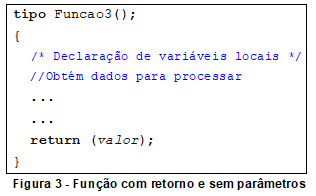 tipo Funcao3();
{
/* Declaração de variáveis locais */
//Obtém dados para processar
...
...
return (valor);
}
Figura 3 - Função com retorno e sem parâmetros